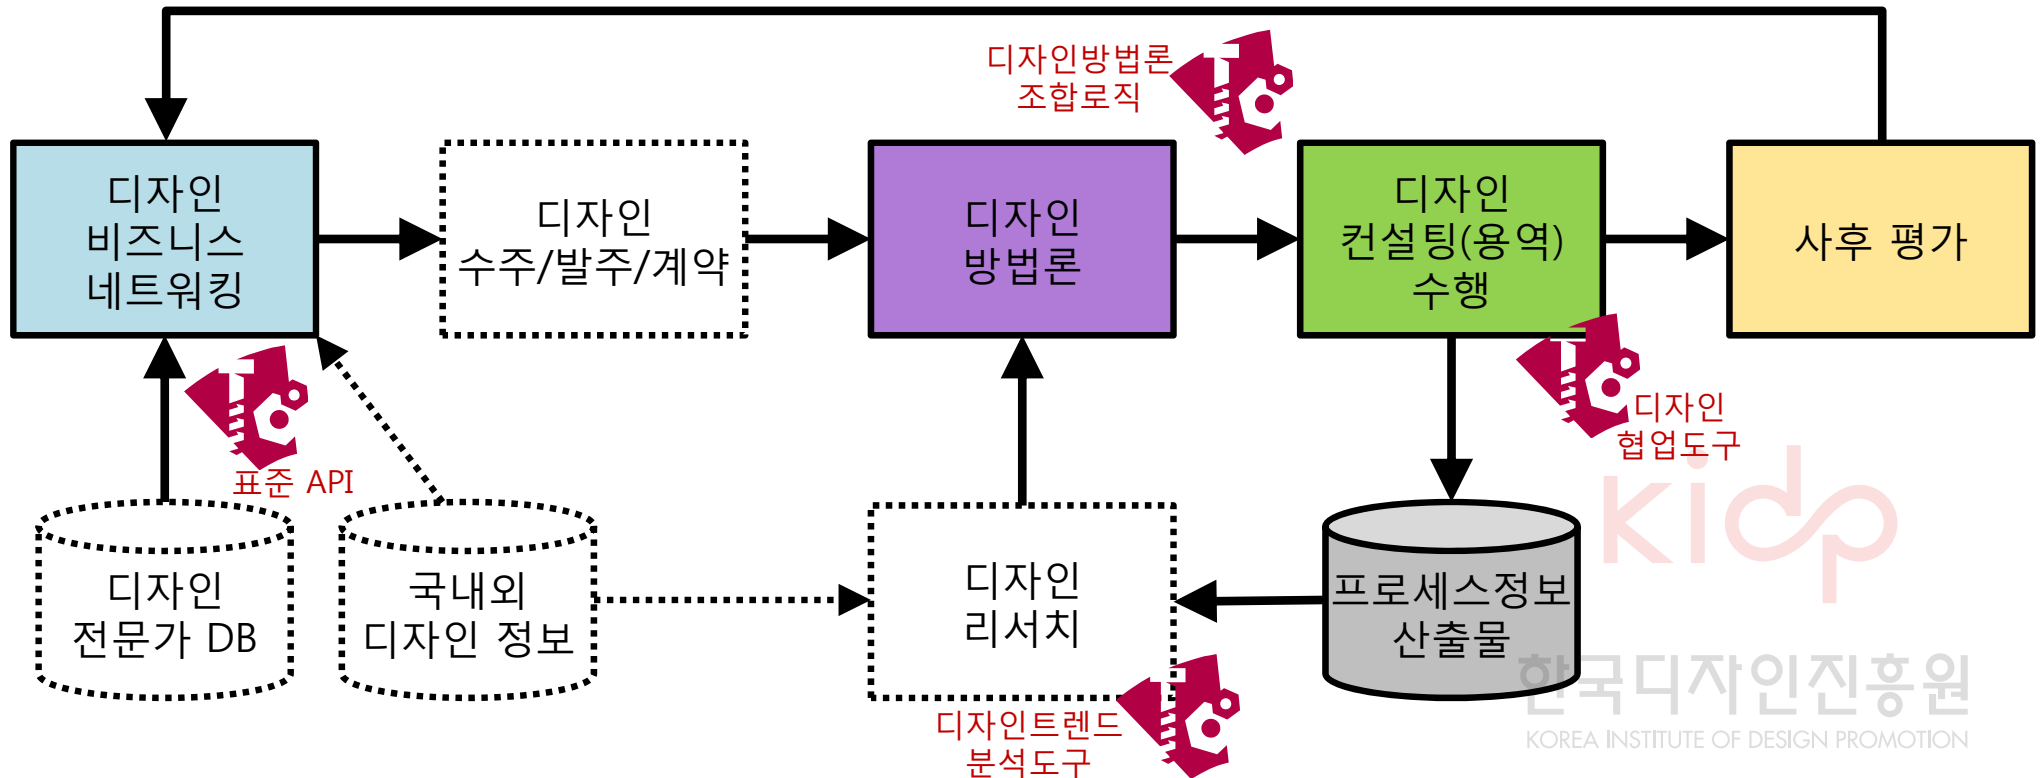 디자인방법론
조합로직
디자인
비즈니스
네트워킹
디자인
수주/발주/계약
디자인
방법론
디자인
컨설팅(용역)
수행
사후 평가
표준 API
디자인
협업도구
디자인
전문가 DB
국내외
디자인 정보
디자인
리서치
프로세스정보
산출물
디자인트렌드
분석도구
kidp
한국디자인진흥원
KOREA INSTITUTE OF DESIGN PROMOTION